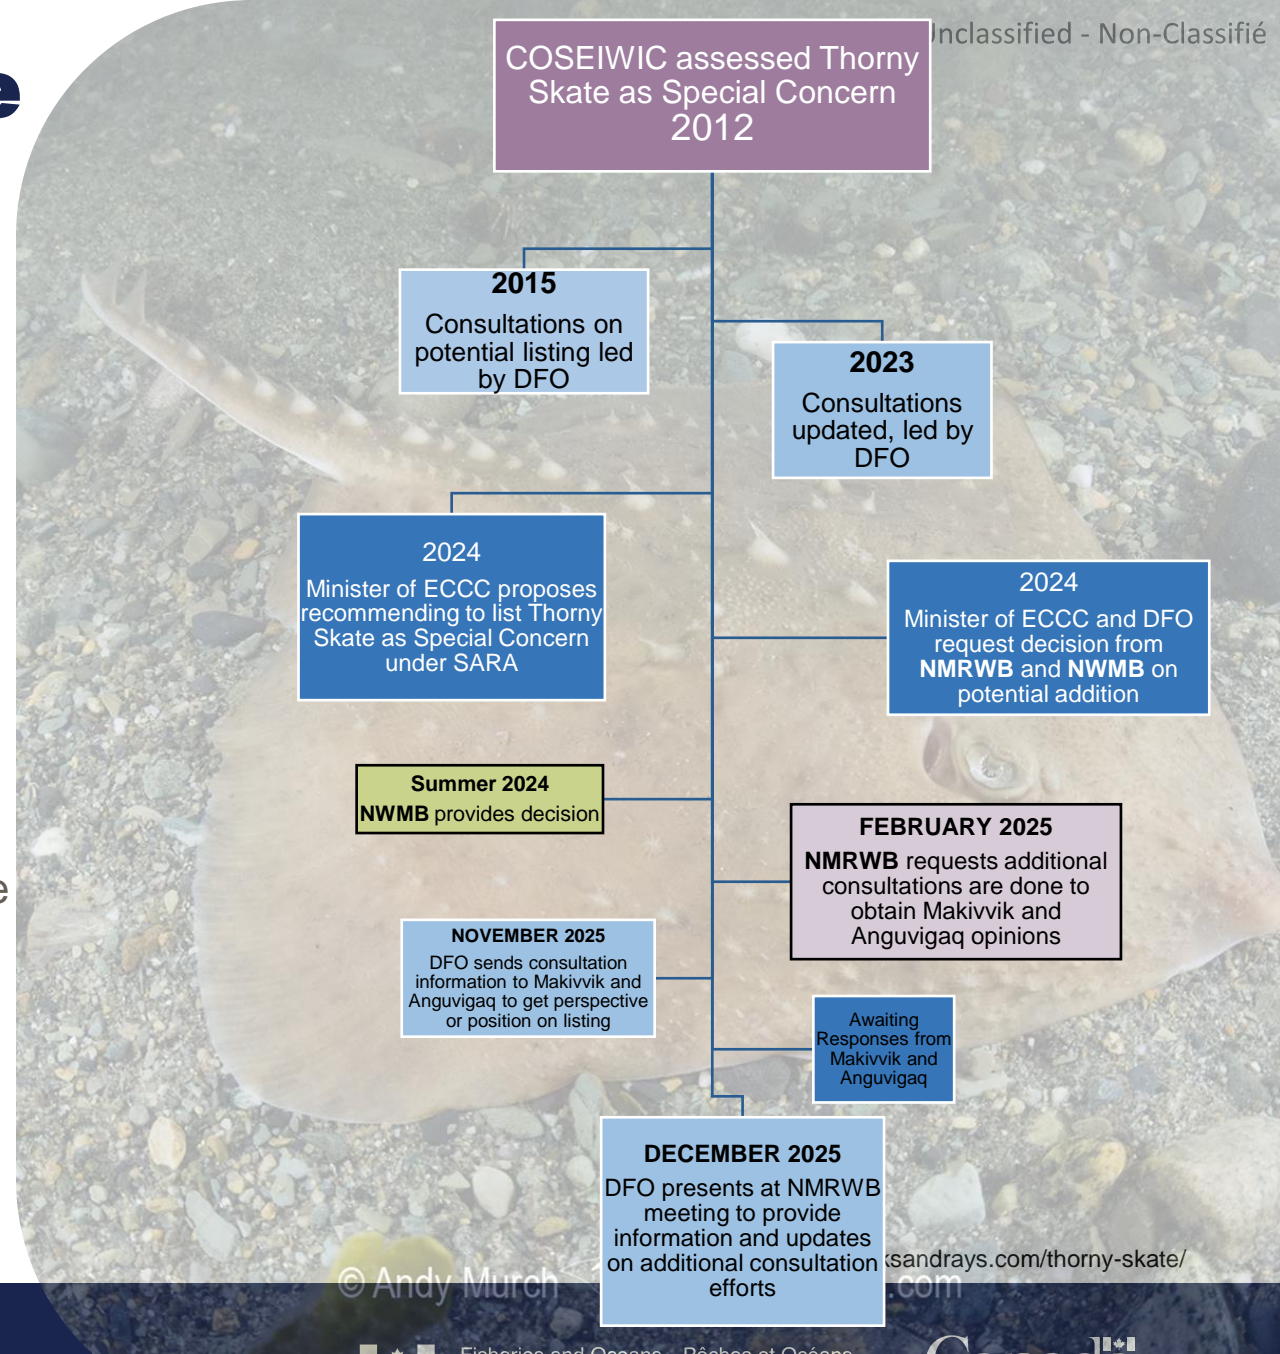 Unclassified - Non-Classifié
e
COSEIWIC assessed Thorny
Skate as Special Concern
2012
2015
Consultations on
potential listing led
by DFO
2023
Consultations
updated, led by
DFO
2024
Minister of ECCC proposes
recommending to list Thorny
Skate as Special Concern
under SARA
2024
Minister of ECCC and DFO
request decision from
NMRWB and NWMB on
potential addition
Summer 2024
NWMB provides decision
FEBRUARY 2025
NMRWB requests additional
consultations are done to
obtain Makivvik and
Anguvigaq opinions
e
NOVEMBER 2025
DFO sends consultation
information to Makivvik and
Anguvigaq to get perspective
or position on listing
Awaiting
Responses from
Makivvik and
Anguvigaq
DECEMBER 2025
DFO presents at NMRWB
meeting to provide
information and updates
on additional consultation
efforts
ksandrays.com/thorny-skate/
© Andy Murch
.com
Fisheries and Oceans Pêches et Océans
Canada